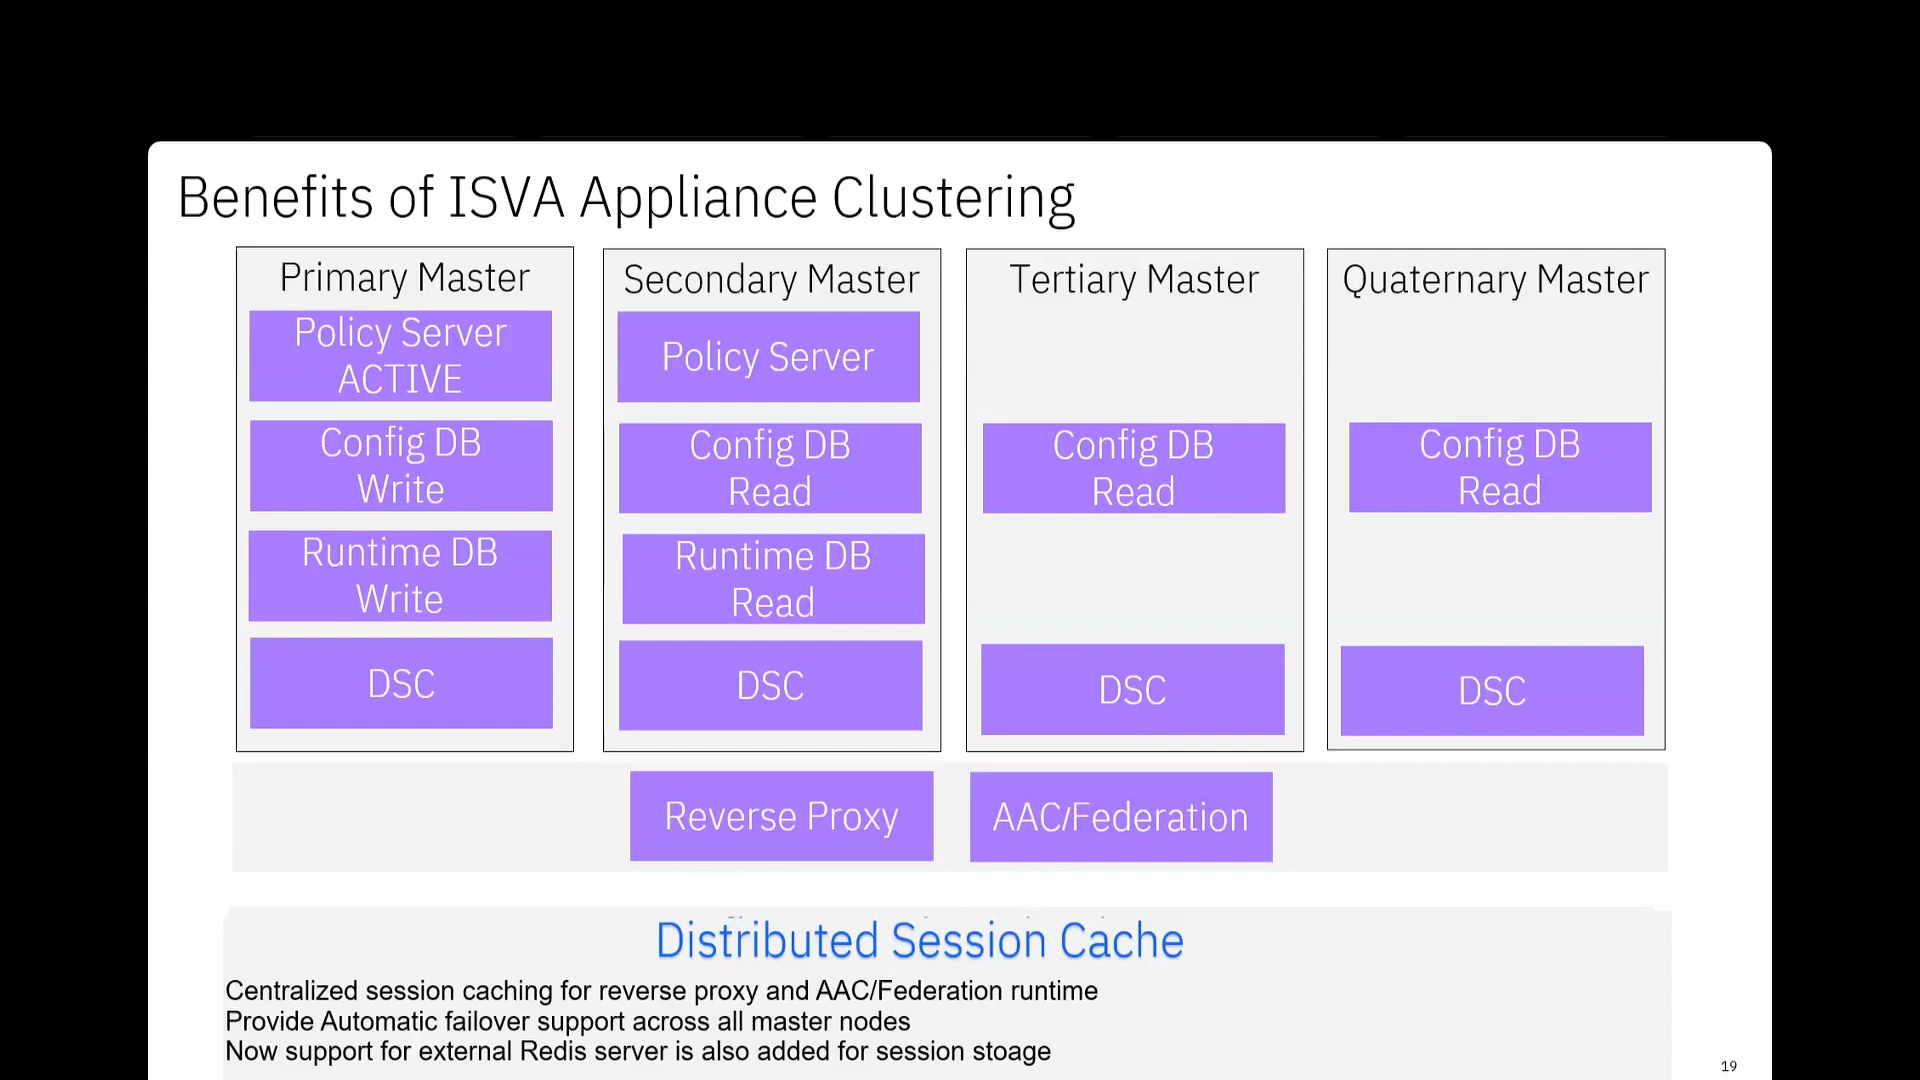 Benefits of ISVA Appliance Clustering
Primary Master
Policy Server
ACTIVE
Config DB
Write
Runtime DB
Write
DSC
Secondary Master
Policy Server
Config DB
Read
Runtime DB
Read
DSC
Tertiary Master
Config DB
Read
DSC
Quaternary Master
Config DB
Read
DSC
Reverse Proxy
AAC/Federation
Distributed Session Cache
Centralized session caching for reverse proxy and AAC/Federation runtime
Provide Automatic failover support across all master nodes
Now support for external Redis server is also added for session stoage
19